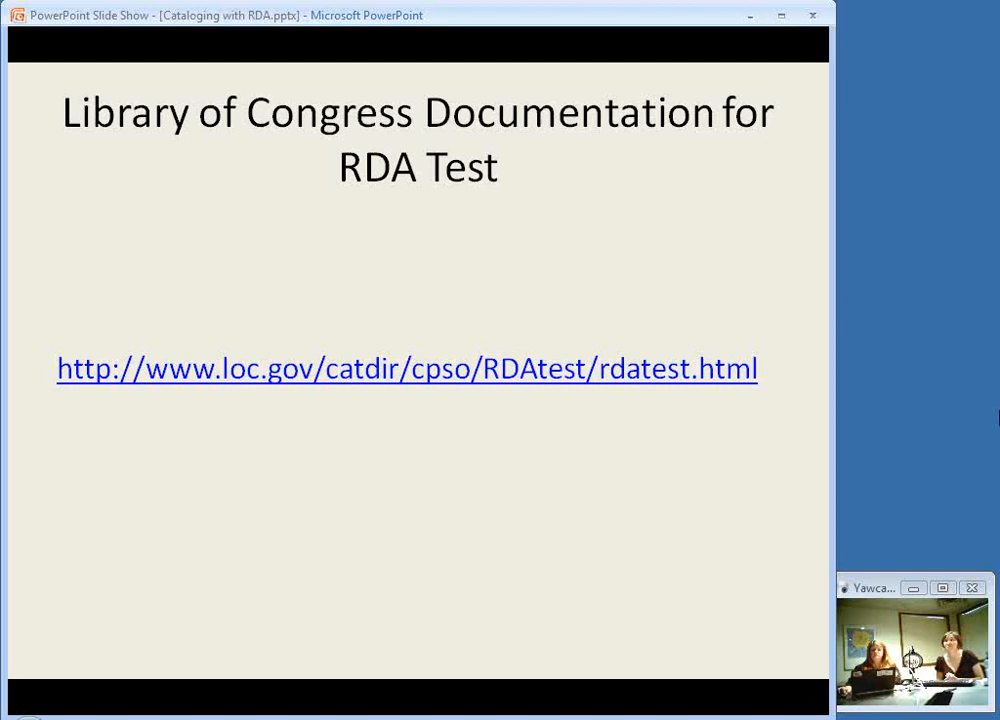 PowerPoint Slide Show - [Cataloging with RDA.pptx] - Microsoft PowerPoint
Library of Congress Documentation for
RDA Test
http://www.loc.gov/catdir/cpso/RDAtest/rdatest.html
Yawca...